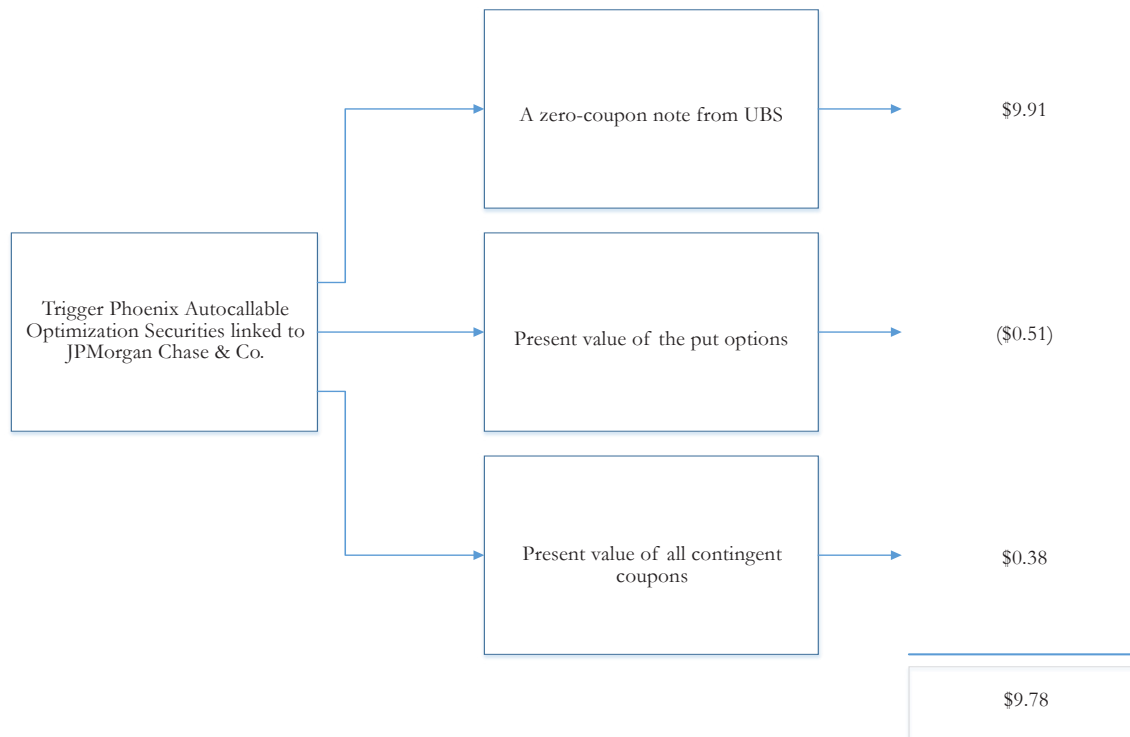 A zero-coupon note from UBS
$9.91
Trigger Phoenix Autocallable
Optimization Securities linked to
JPMorgan Chase & Co.
Present value of the put options
($0.51)
Present value of all contingent
coupons
$0.38
$9.78